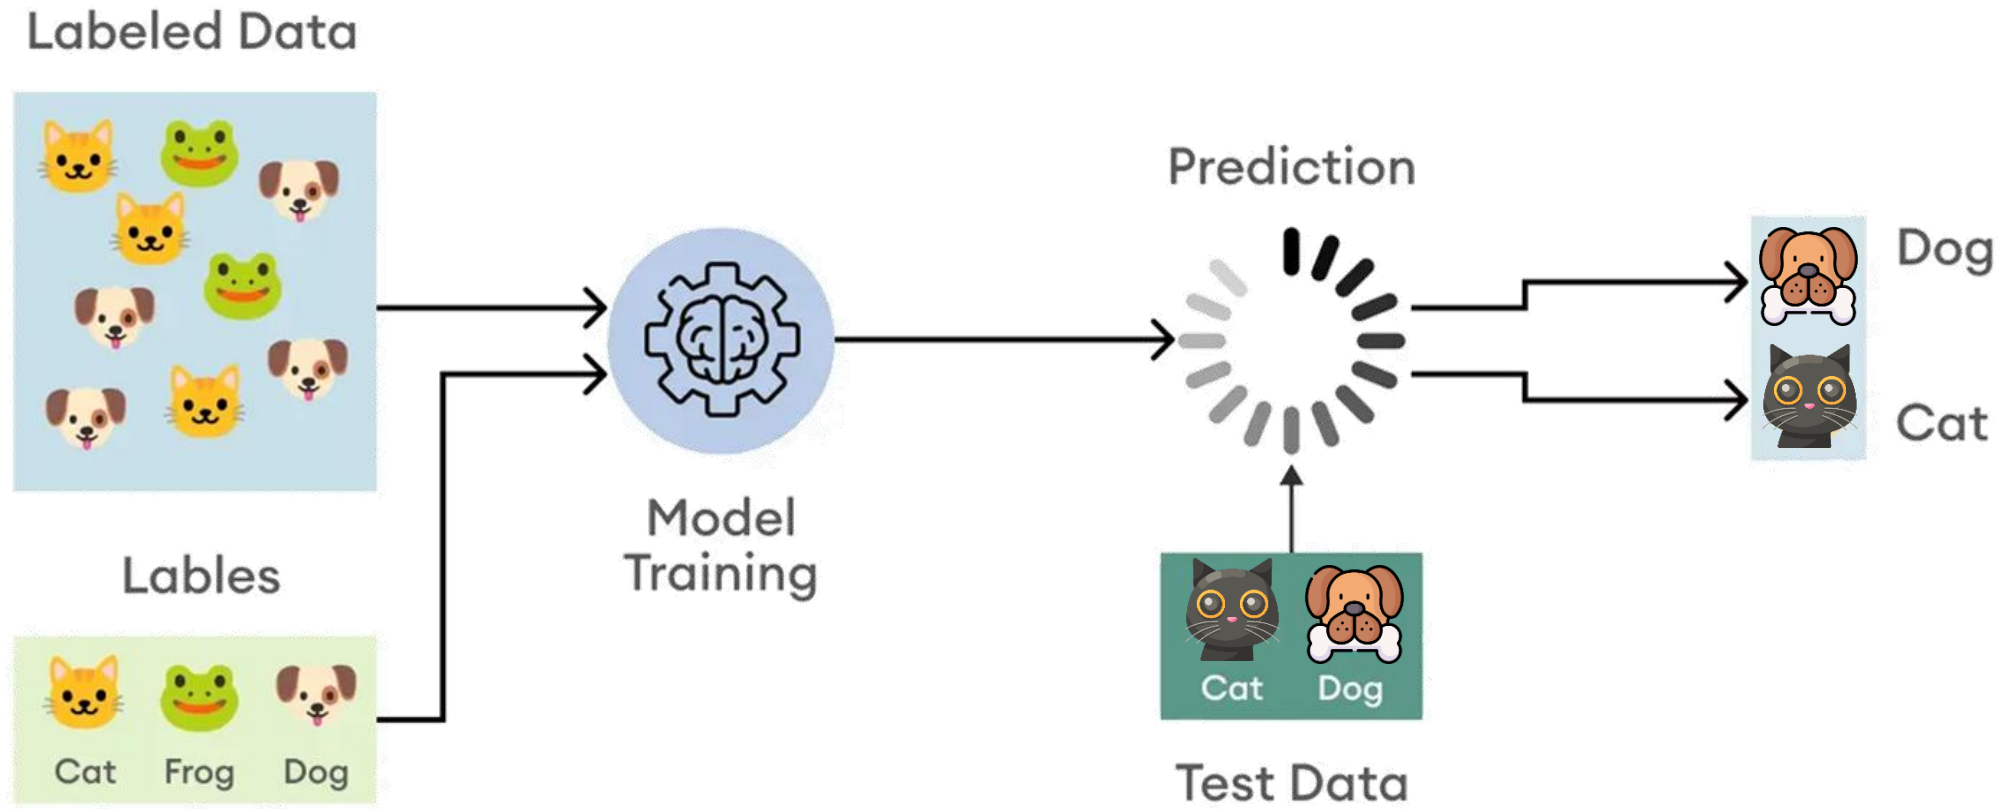 Labeled Data
Lables
Cat Frog Dog
Model
Training
Prediction
Cat Dog
Test Data
Dog
Cat